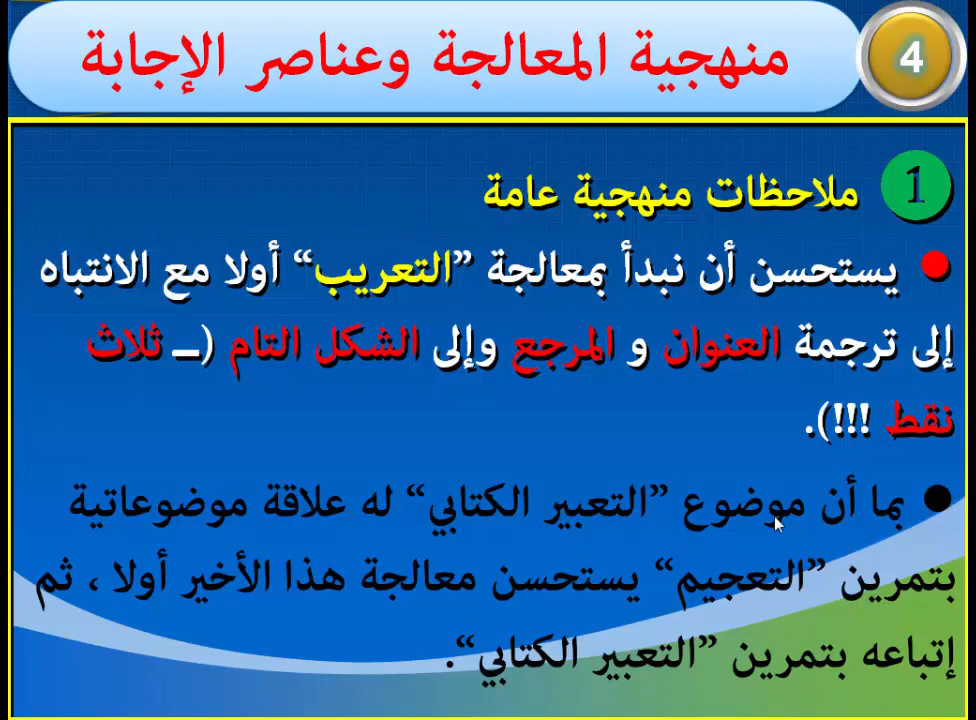 4 منهجية المعالجة وعناصر الإجابة
1 ملاحظات منهجية عامة
● يستحسن أن نبدأ بمعالجة ”التعريب“ أولا مع الانتباه
إلى ترجمة العنوان و المرجع وإلى الشكل التام (ــ ثلاث
نقط !!!).
● بما أن موضوع ”التعبير الكتابي“ له علاقة موضوعاتية
بتمرين ”التعجيم“ يستحسن معالجة هذا الأخير أولا ، ثم
إتباعه بتمرين ”التعبير الكتابي“.